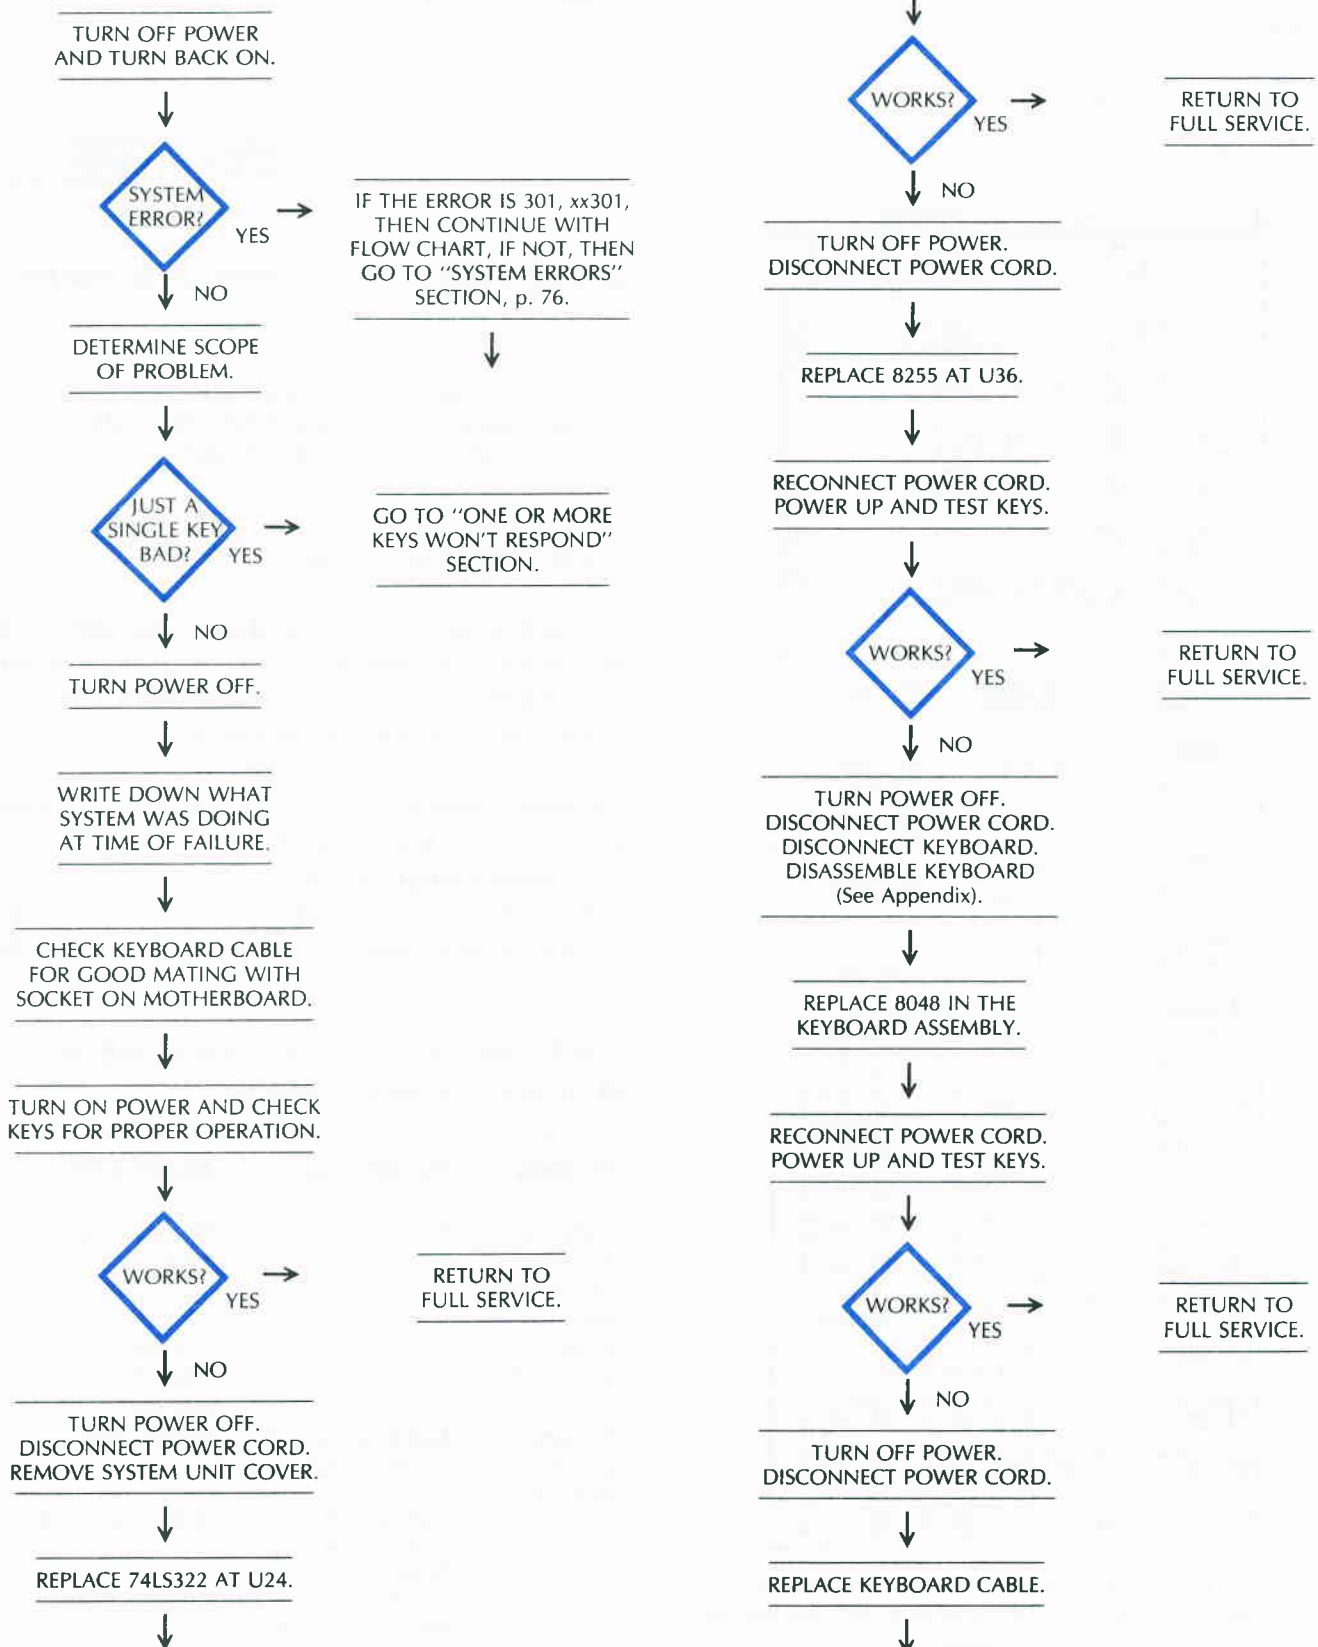 TURN OFF POWER
AND TURN BACK ON.
SYSTEM
ERROR?
YES
IF THE ERROR IS 301, xx301,
THEN CONTINUE WITH
FLOW CHART, IF NOT, THEN
GO TO "SYSTEM ERRORS"
SECTION, p. 76.
NO
DETERMINE SCOPE
OF PROBLEM.
JUST A
SINGLE KEY
BAD?
YES
GO TO "ONE OR MORE
KEYS WON'T RESPOND"
SECTION.
NO
TURN POWER OFF.
WRITE DOWN WHAT
SYSTEM WAS DOING
AT TIME OF FAILURE.
CHECK KEYBOARD CABLE
FOR GOOD MATING WITH
SOCKET ON MOTHERBOARD.
TURN ON POWER AND CHECK
KEYS FOR PROPER OPERATION.
WORKS?
YES
RETURN TO
FULL SERVICE.
NO
TURN POWER OFF.
DISCONNECT POWER CORD.
REMOVE SYSTEM UNIT COVER.
REPLACE 74LS322 AT U24.
WORKS?
YES
RETURN TO
FULL SERVICE.
NO
TURN OFF POWER.
DISCONNECT POWER CORD.
REPLACE 8255 AT U36.
RECONNECT POWER CORD.
POWER UP AND TEST KEYS.
WORKS?
YES
RETURN TO
FULL SERVICE.
NO
TURN POWER OFF.
DISCONNECT POWER CORD.
DISCONNECT KEYBOARD.
DISASSEMBLE KEYBOARD
(See Appendix).
REPLACE 8048 IN THE
KEYBOARD ASSEMBLY.
RECONNECT POWER CORD.
POWER UP AND TEST KEYS.
WORKS?
YES
RETURN TO
FULL SERVICE.
NO
TURN OFF POWER.
DISCONNECT POWER CORD.
REPLACE KEYBOARD CABLE.